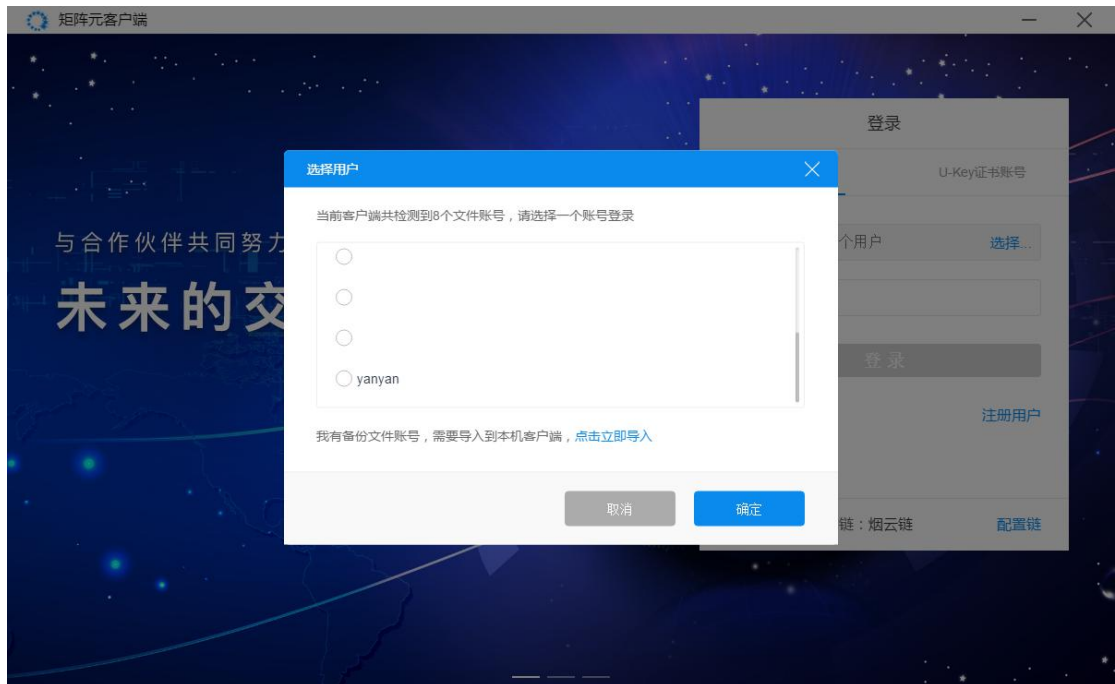 矩阵元客户端
登录
选择用户
U-Key证书账号
当前客户端共检测到8个文件账号，请选择一个账号登录
与合作伙伴共同努力
个用户
选择...
未来的交
yanyan
登 录
注册用户
我有备份文件账号，需要导入到本机客户端，点击立即导入
取消
确定
链：烟云链
配置链